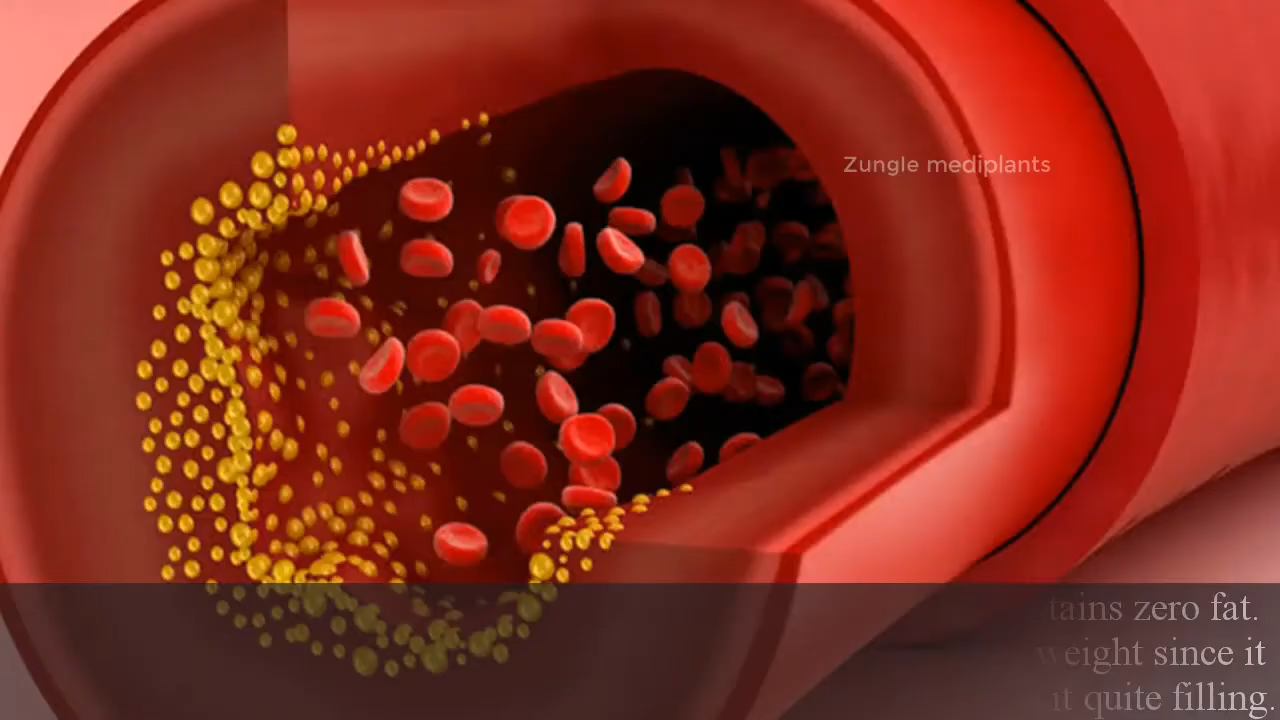 Zungle mediplants
tains zero fat.
weight since it
it quite filling.